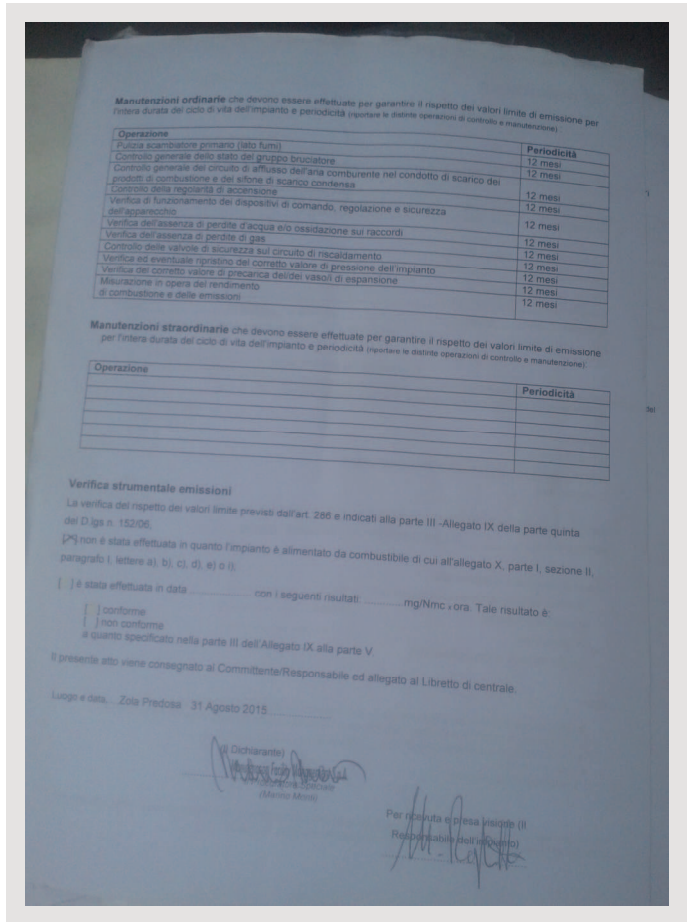 Manutenzioni ordinarie che devono essere effettuate per garantire il rispetto dei valori limite di emissione per
l'intera durata del ciclo di vita dell'impianto e periodicità (riportare le distinte operazioni di controllo e manutenzione).
Operazione Periodicità
Pulizia scambiatore primario (lato fumi) 12 mesi
Controllo generale dello stato del gruppo bruciatore 12 mesi
Controllo generale del circuito di afflusso dell'aria comburente nel condotto di scarico dei
prodotti di combustione e del sifone di scarico condensa 12 mesi
Controllo della regolarità di accensione 12 mesi
Verifica di funzionamento dei dispositivi di comando, regolazione e sicurezza
dell'apparecchio 12 mesi
Verifica dell'assenza di perdite d'acqua e/o ossidazione sui raccordi 12 mesi
Verifica dell'assenza di perdite di gas 12 mesi
Controllo delle valvole di sicurezza sul circuito di riscaldamento 12 mesi
Verifica ed eventuale ripristino del corretto valore di pressione dell'impianto 12 mesi
Verifica del corretto valore di precarica del/dei vaso/i di espansione 12 mesi
Misurazione in opera del rendimento 12 mesi
di combustione e delle emissioni
Manutenzioni straordinarie che devono essere effettuate per garantire il rispetto dei valori limite di emissione
per l'intera durata del ciclo di vita dell'impianto e periodicità (riportare le distinte operazioni di controllo e manutenzione).
Operazione Periodicità
Verifica strumentale emissioni
La verifica del rispetto dei valori limite previsti dall'art. 286 e indicati alla parte III -Allegato IX della parte quinta
del D.lgs n. 152/06,
[X] non è stata effettuata in quanto l'impianto è alimentato da combustibile di cui all'allegato X, parte I, sezione II,
paragrafo I, lettere a), b), c), d), e) o i).
[ ] è stata effettuata in data .................... con i seguenti risultati: ............ mg/Nmc , ora. Tale risultato è:
[ ] conforme
[ ] non conforme
a quanto specificato nella parte III dell'Allegato IX alla parte V.
Il presente atto viene consegnato al Committente/Responsabile ed allegato al Libretto di centrale.
Luogo e data, ...Zola Predosa 31 Agosto 2015...................
(Il Dichiarante)
Speciale
Per ricevuta e presa visione (Il
Responsabile dell'impianto)